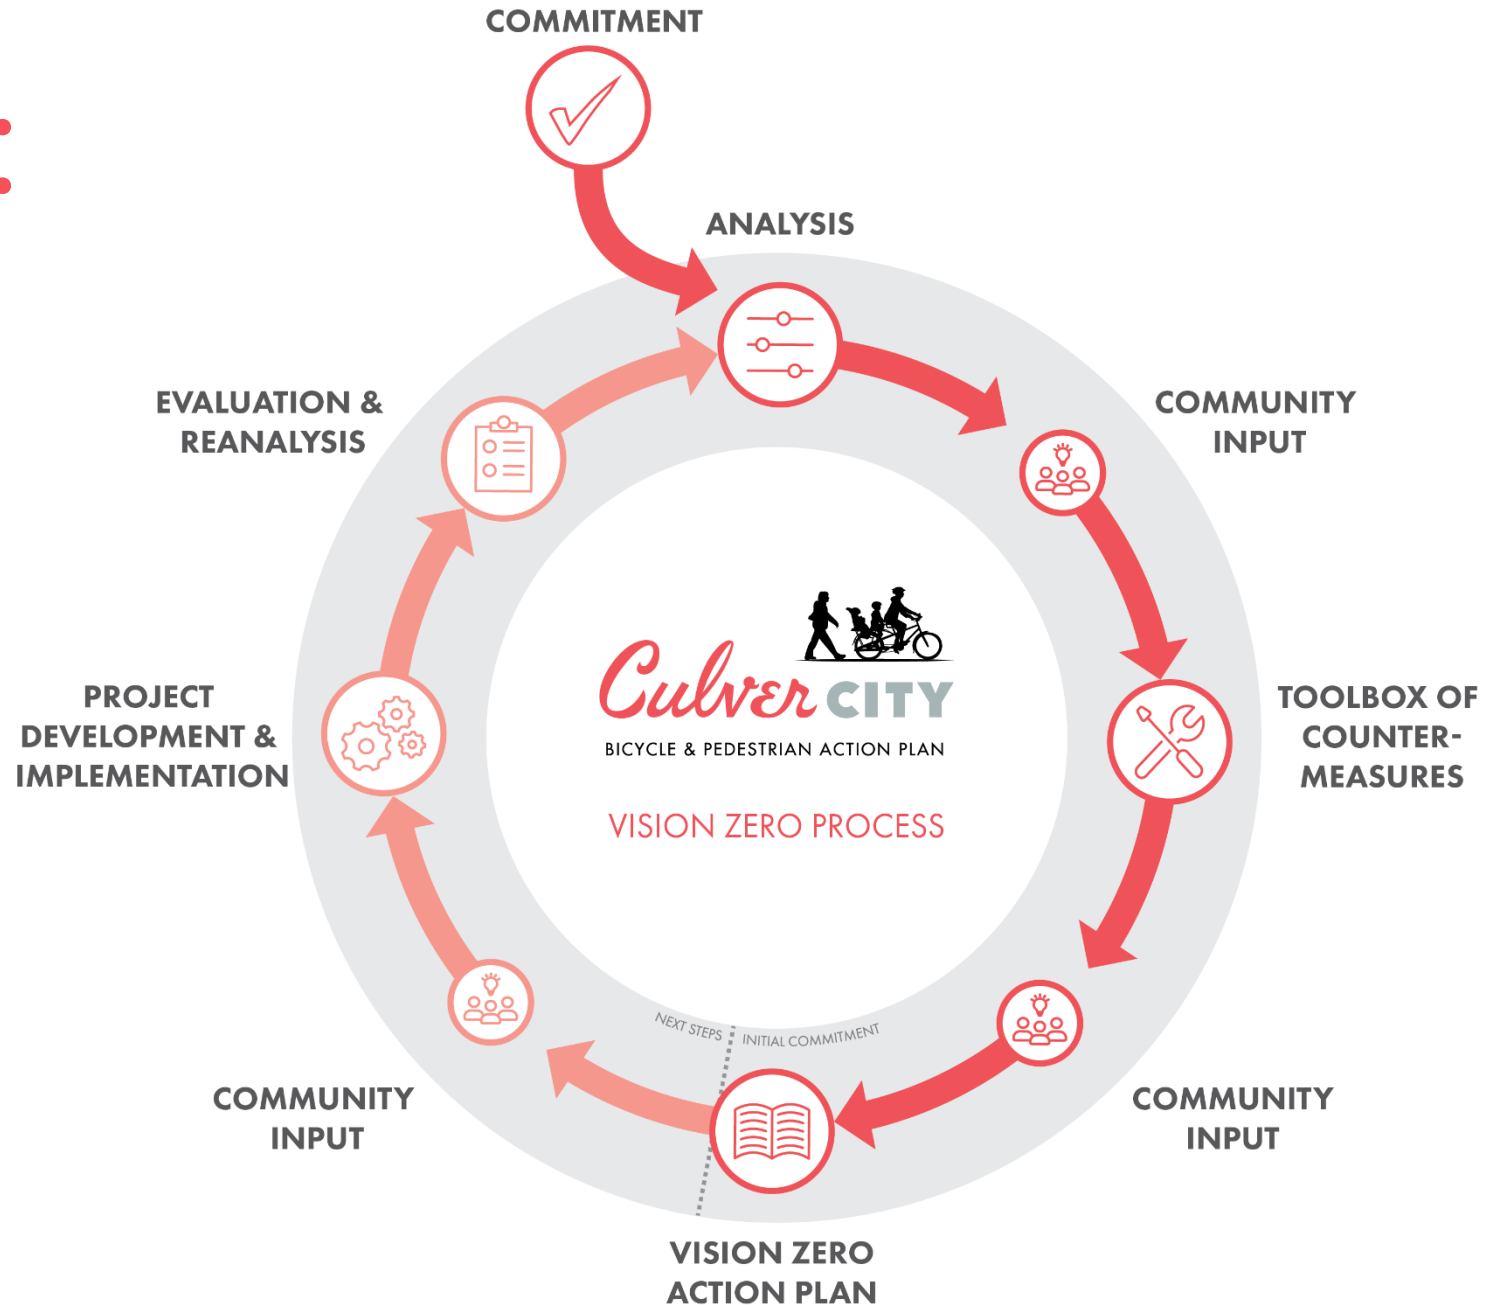 COMMITMENT
ANALYSIS
COMMUNITY
INPUT
TOOLBOX OF
COUNTER-
MEASURES
COMMUNITY
INPUT
VISION ZERO
ACTION PLAN
COMMUNITY
INPUT
PROJECT
DEVELOPMENT &
IMPLEMENTATION
EVALUATION &
REANALYSIS
Culver CITY
BICYCLE & PEDESTRIAN ACTION PLAN
VISION ZERO PROCESS
NEXT STEPS
INITIAL COMMITMENT